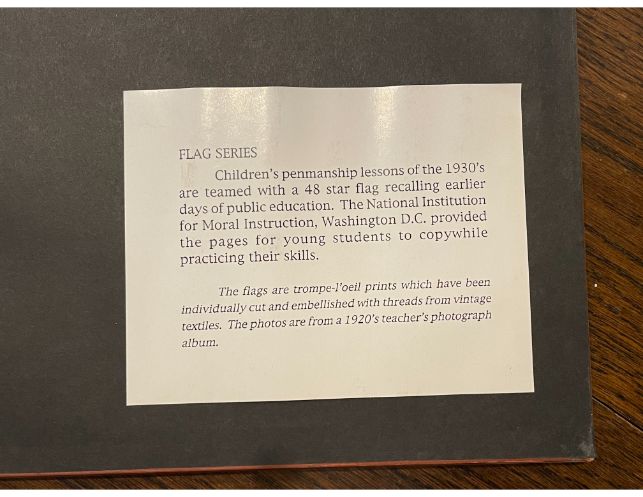 FLAG SERIES
Children's penmanship lessons of the 1930's
are teamed with a 48 star flag recalling earlier
days of public education. The National Institution
for Moral Instruction, Washington D.C. provided
the pages for young students to copywhile
practicing their skills.
The flags are trompe-l'oeil prints which have been
individually cut and embellished with threads from vintage
textiles. The photos are from a 1920's teacher's photograph
album.